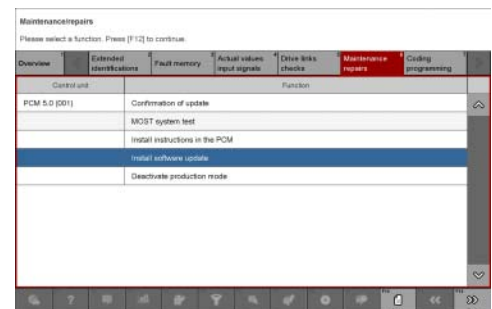 Maintenance/repairs
Please select a function. Press [F12] to continue.
Overview
Extended identifications
Fault memory
Actual values input signals
Drive links checks
Maintenance repairs
Coding programming
Control unit
Function
PCM 5.0 (001)
Confirmation of update
MOST system test
Install instructions in the PCM
Install software update
Deactivate production mode